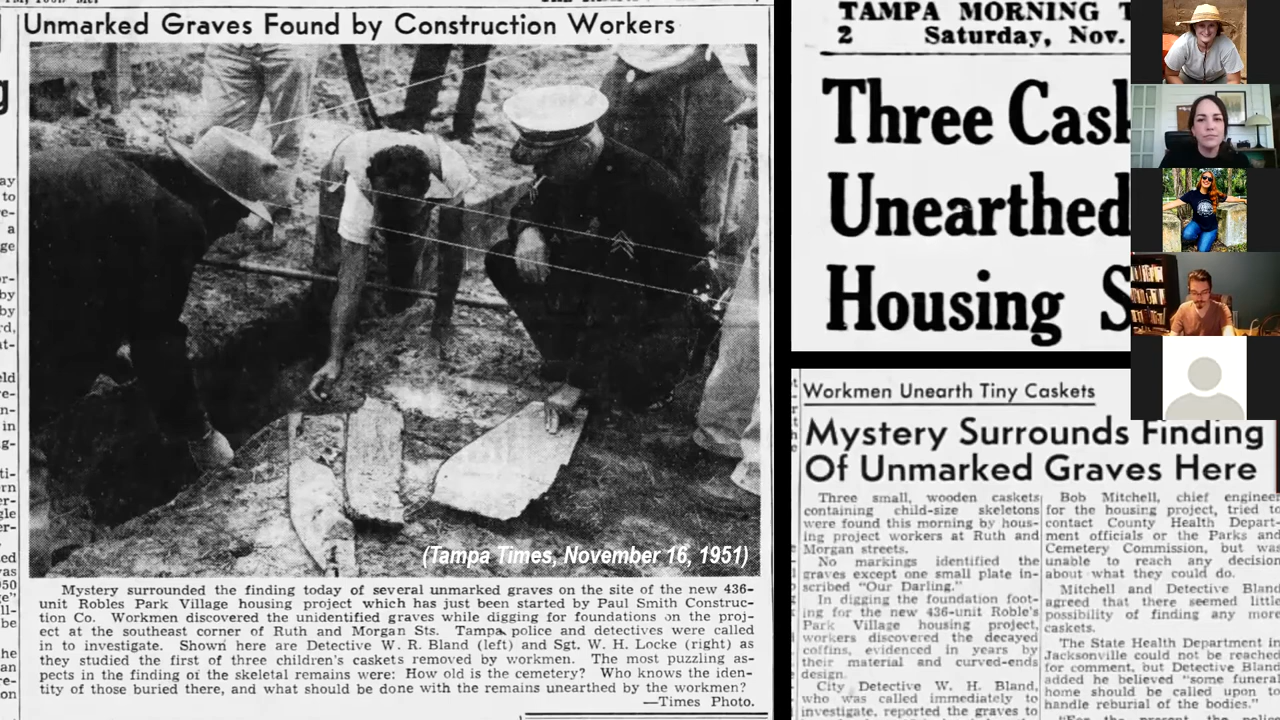 Unmarked Graves Found by Construction Workers
(Tampa Times, November 16, 1951)
Mystery surrounded the finding today of several unmarked graves on the site of the new 436-
unit Robles Park Village housing project which has just been started by Paul Smith Construc-
tion Co. Workmen discovered the unidentified graves while digging for foundations on the proj-
ect at the southeast corner of Ruth and Morgan Sts. Tampa police and detectives were called
in to investigate. Shown here are Detective W. R. Bland (left) and Sgt. W. H. Locke (right) as
they studied the first of three children's caskets removed by workmen. The most puzzling as-
pects in the finding of the skeletal remains were: How old is the cemetery? Who knows the iden-
tity of those buried there, and what should be done with the remains unearthed by the workmen?
—Times Photo.
TAMPA MORNING T
2 Saturday, Nov.
Three Cask
Unearthed
Housing S
Workmen Unearth Tiny Caskets
Mystery Surrounds Finding
Of Unmarked Graves Here
Three small, wooden caskets
containing child-size skeletons
were found this morning by hous-
ing project workers at Ruth and
Morgan streets.
No markings identified the
graves except one small plate in-
scribed "Our Darling."
In digging the foundation foot-
ing for the new 436-unit Roble's
Park Village housing project,
workers discovered the decayed
coffins, evidenced in years by
their material and curved-ends
design.
City Detective W. H. Bland,
who was called immediately to
investigate, reported the graves to
Bob Mitchell, chief engineer
for the housing project, tried to
contact County Health Depart-
ment officials or the Parks and
Cemetery Commission, but was
unable to reach any decision
about what they could do.
Mitchell and Detective Bland
agreed that there seemed little
possibility of finding any more
caskets.
The State Health Department in
Jacksonville could not be reached
for comment, but Detective Bland
added he believed "some funeral
home should be called upon to
handle reburial of the bodies."